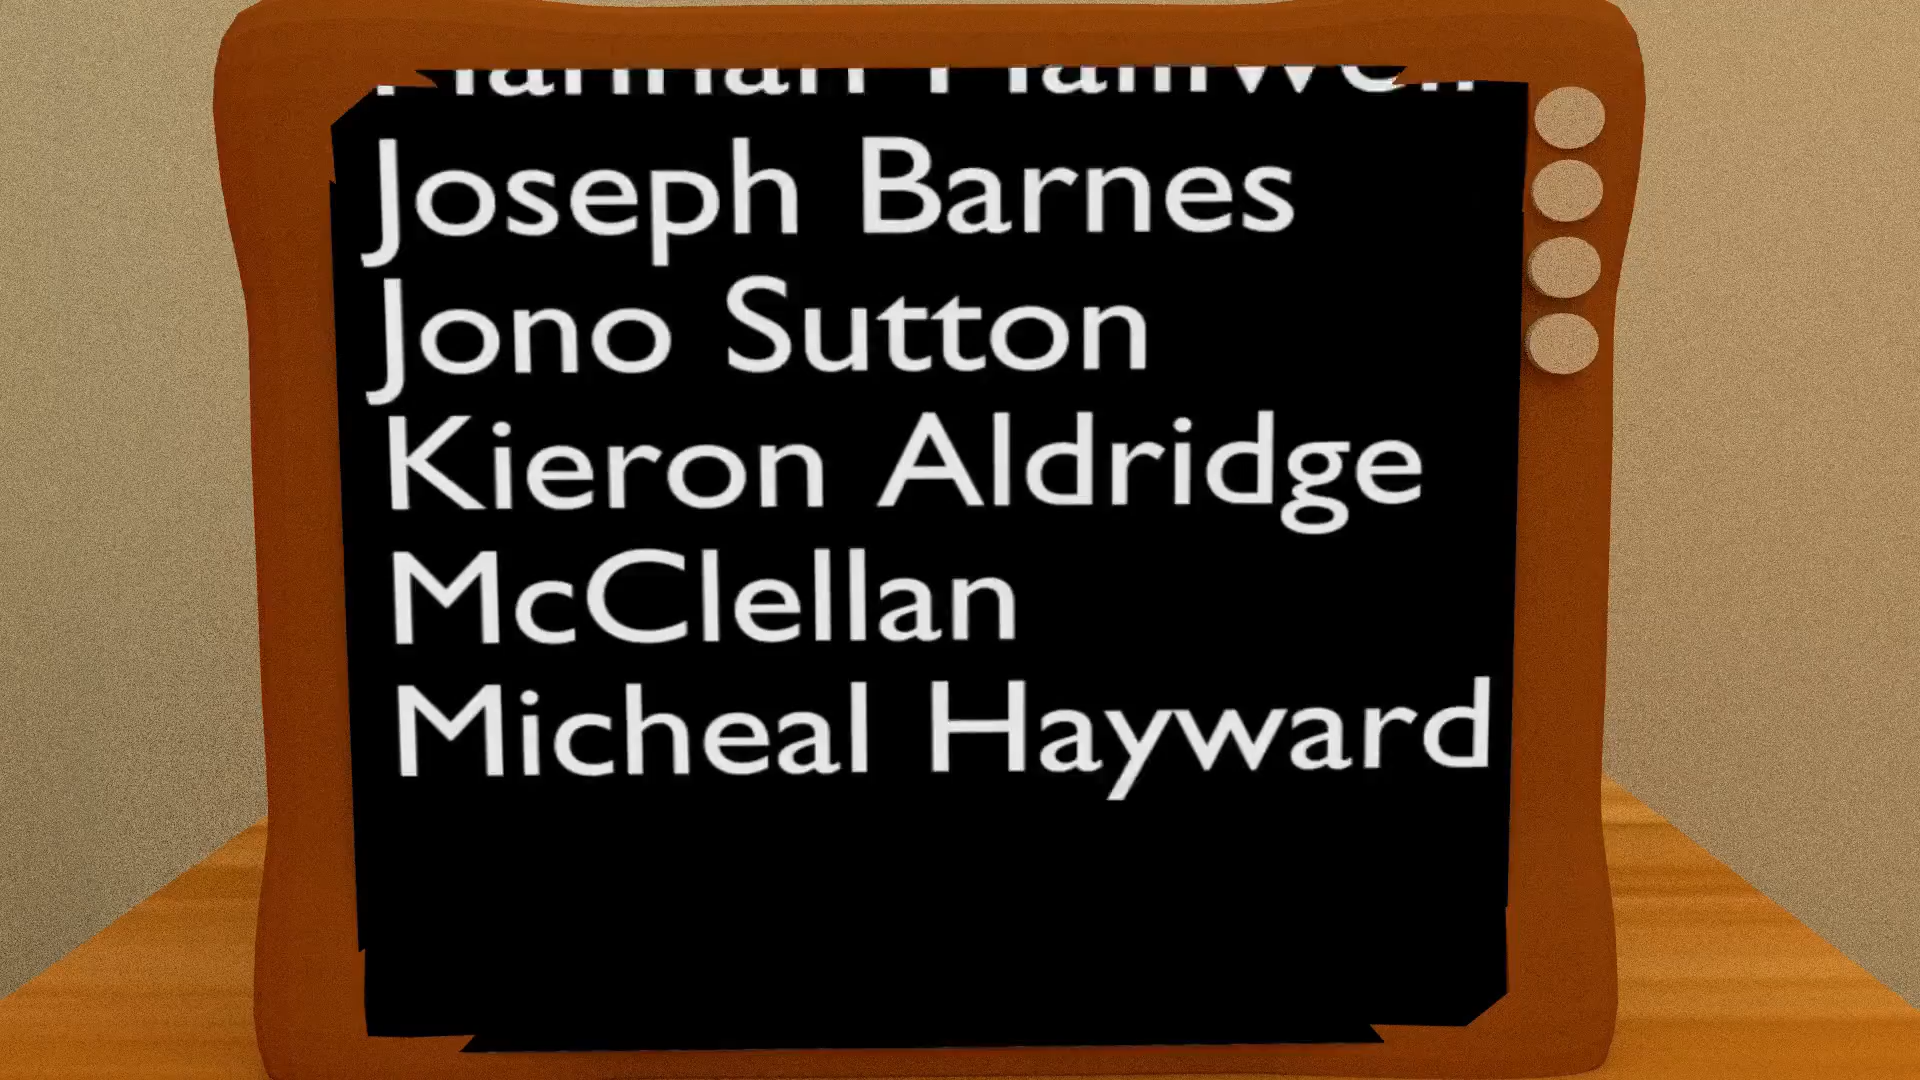 Joseph Barnes
Jono Sutton
Kieron Aldridge
McClellan
Micheal Hayward